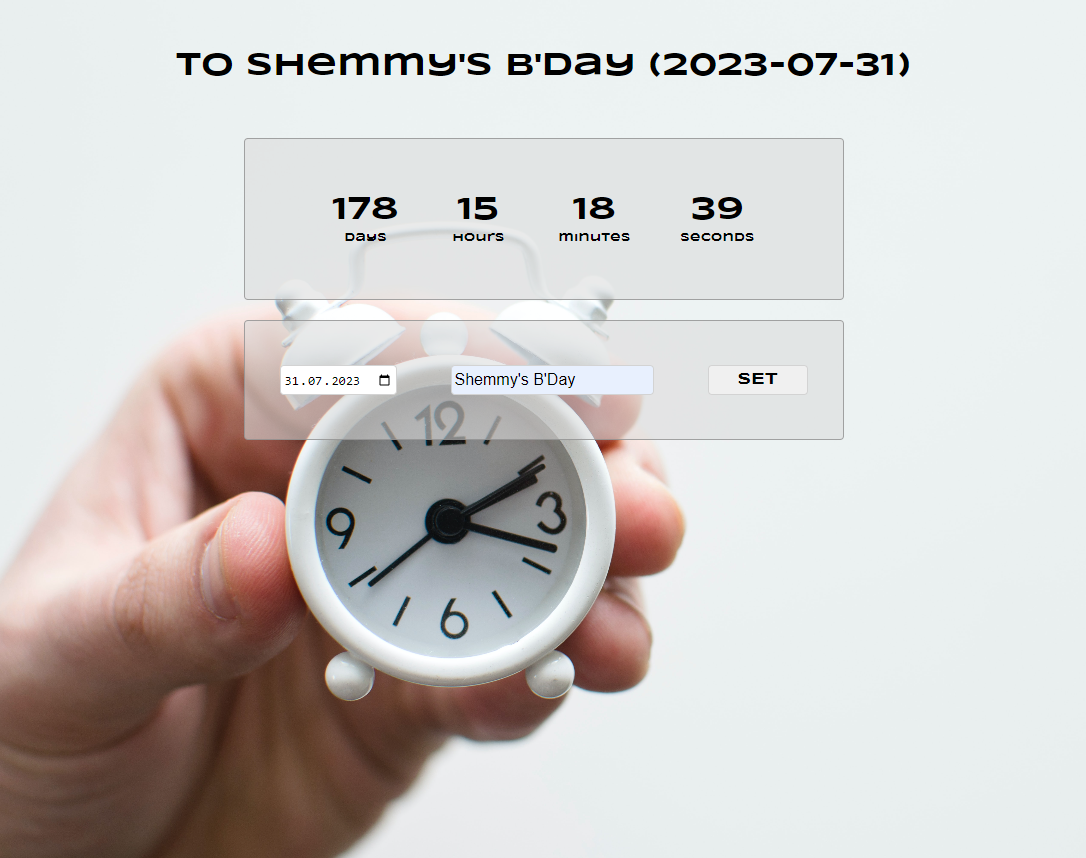 To Shemmy's B'Day (2023-07-31)
178 15 18 39
Days Hours Minutes Seconds
31.07.2023 Shemmy's B'Day SET
12
9 3
6